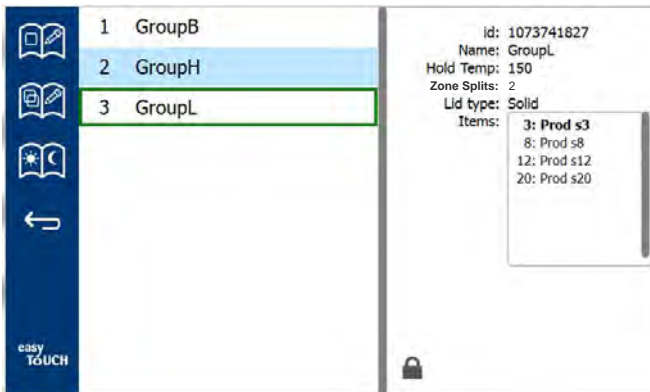 1 GroupB
2 GroupH
3 GroupL
easy
TOUCH
id: 1073741827
Name: GroupL
Hold Temp: 150
Zone Splits: 2
Lid type: Solid
Items:
3: Prod s3
8: Prod s8
12: Prod s12
20: Prod s20